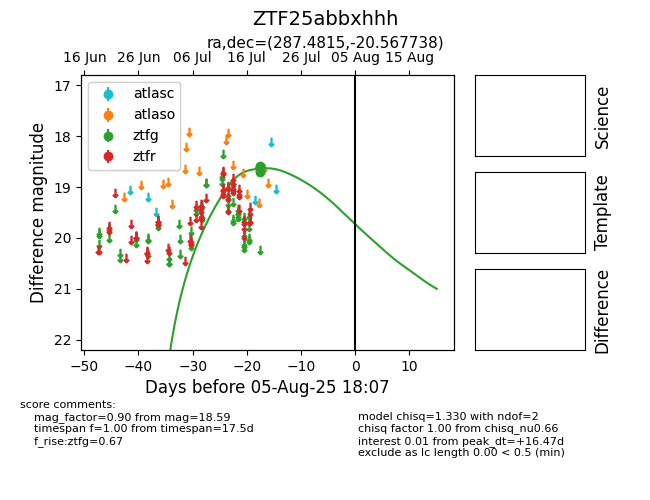 ZTF25abbxhhh
ra,dec=(287.4815,-20.567738)
16 Jun 26 Jun 06 Jul 16 Jul 26 Jul 05 Aug 15 Aug
atlasc
atlaso
ztfg
ztfr
17
18
19
20
21
22
Difference magnitude
−50 −40 −30 −20 −10 0 10
Days before 05-Aug-25 18:07
Science
Template
Difference
score comments:
mag_factor=0.90 from mag=18.59
timespan f=1.00 from timespan=17.5d
f_rise:ztfg=0.67
model chisq=1.330 with ndof=2
chisq factor 1.00 from chisq_nu0.66
interest 0.01 from peak_dt=+16.47d
exclude as lc length 0.00 < 0.5 (min)